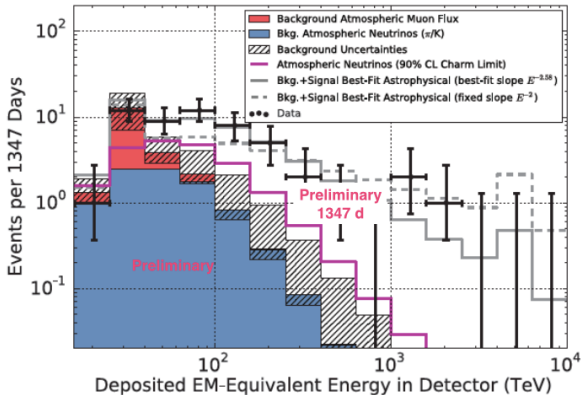 Background Atmospheric Muon Flux
Bkg. Atmospheric Neutrinos (π/K)
Background Uncertainties
Atmospheric Neutrinos (90% CL Charm Limit)
Bkg.+Signal Best-Fit Astrophysical (best-fit slope E^-2.58)
Bkg.+Signal Best-Fit Astrophysical (fixed slope E^-2)
Data
Events per 1347 Days
10^2
10^1
10^0
10^-1
Preliminary
1347 d
Preliminary
10^2
10^3
10^4
Deposited EM-Equivalent Energy in Detector (TeV)